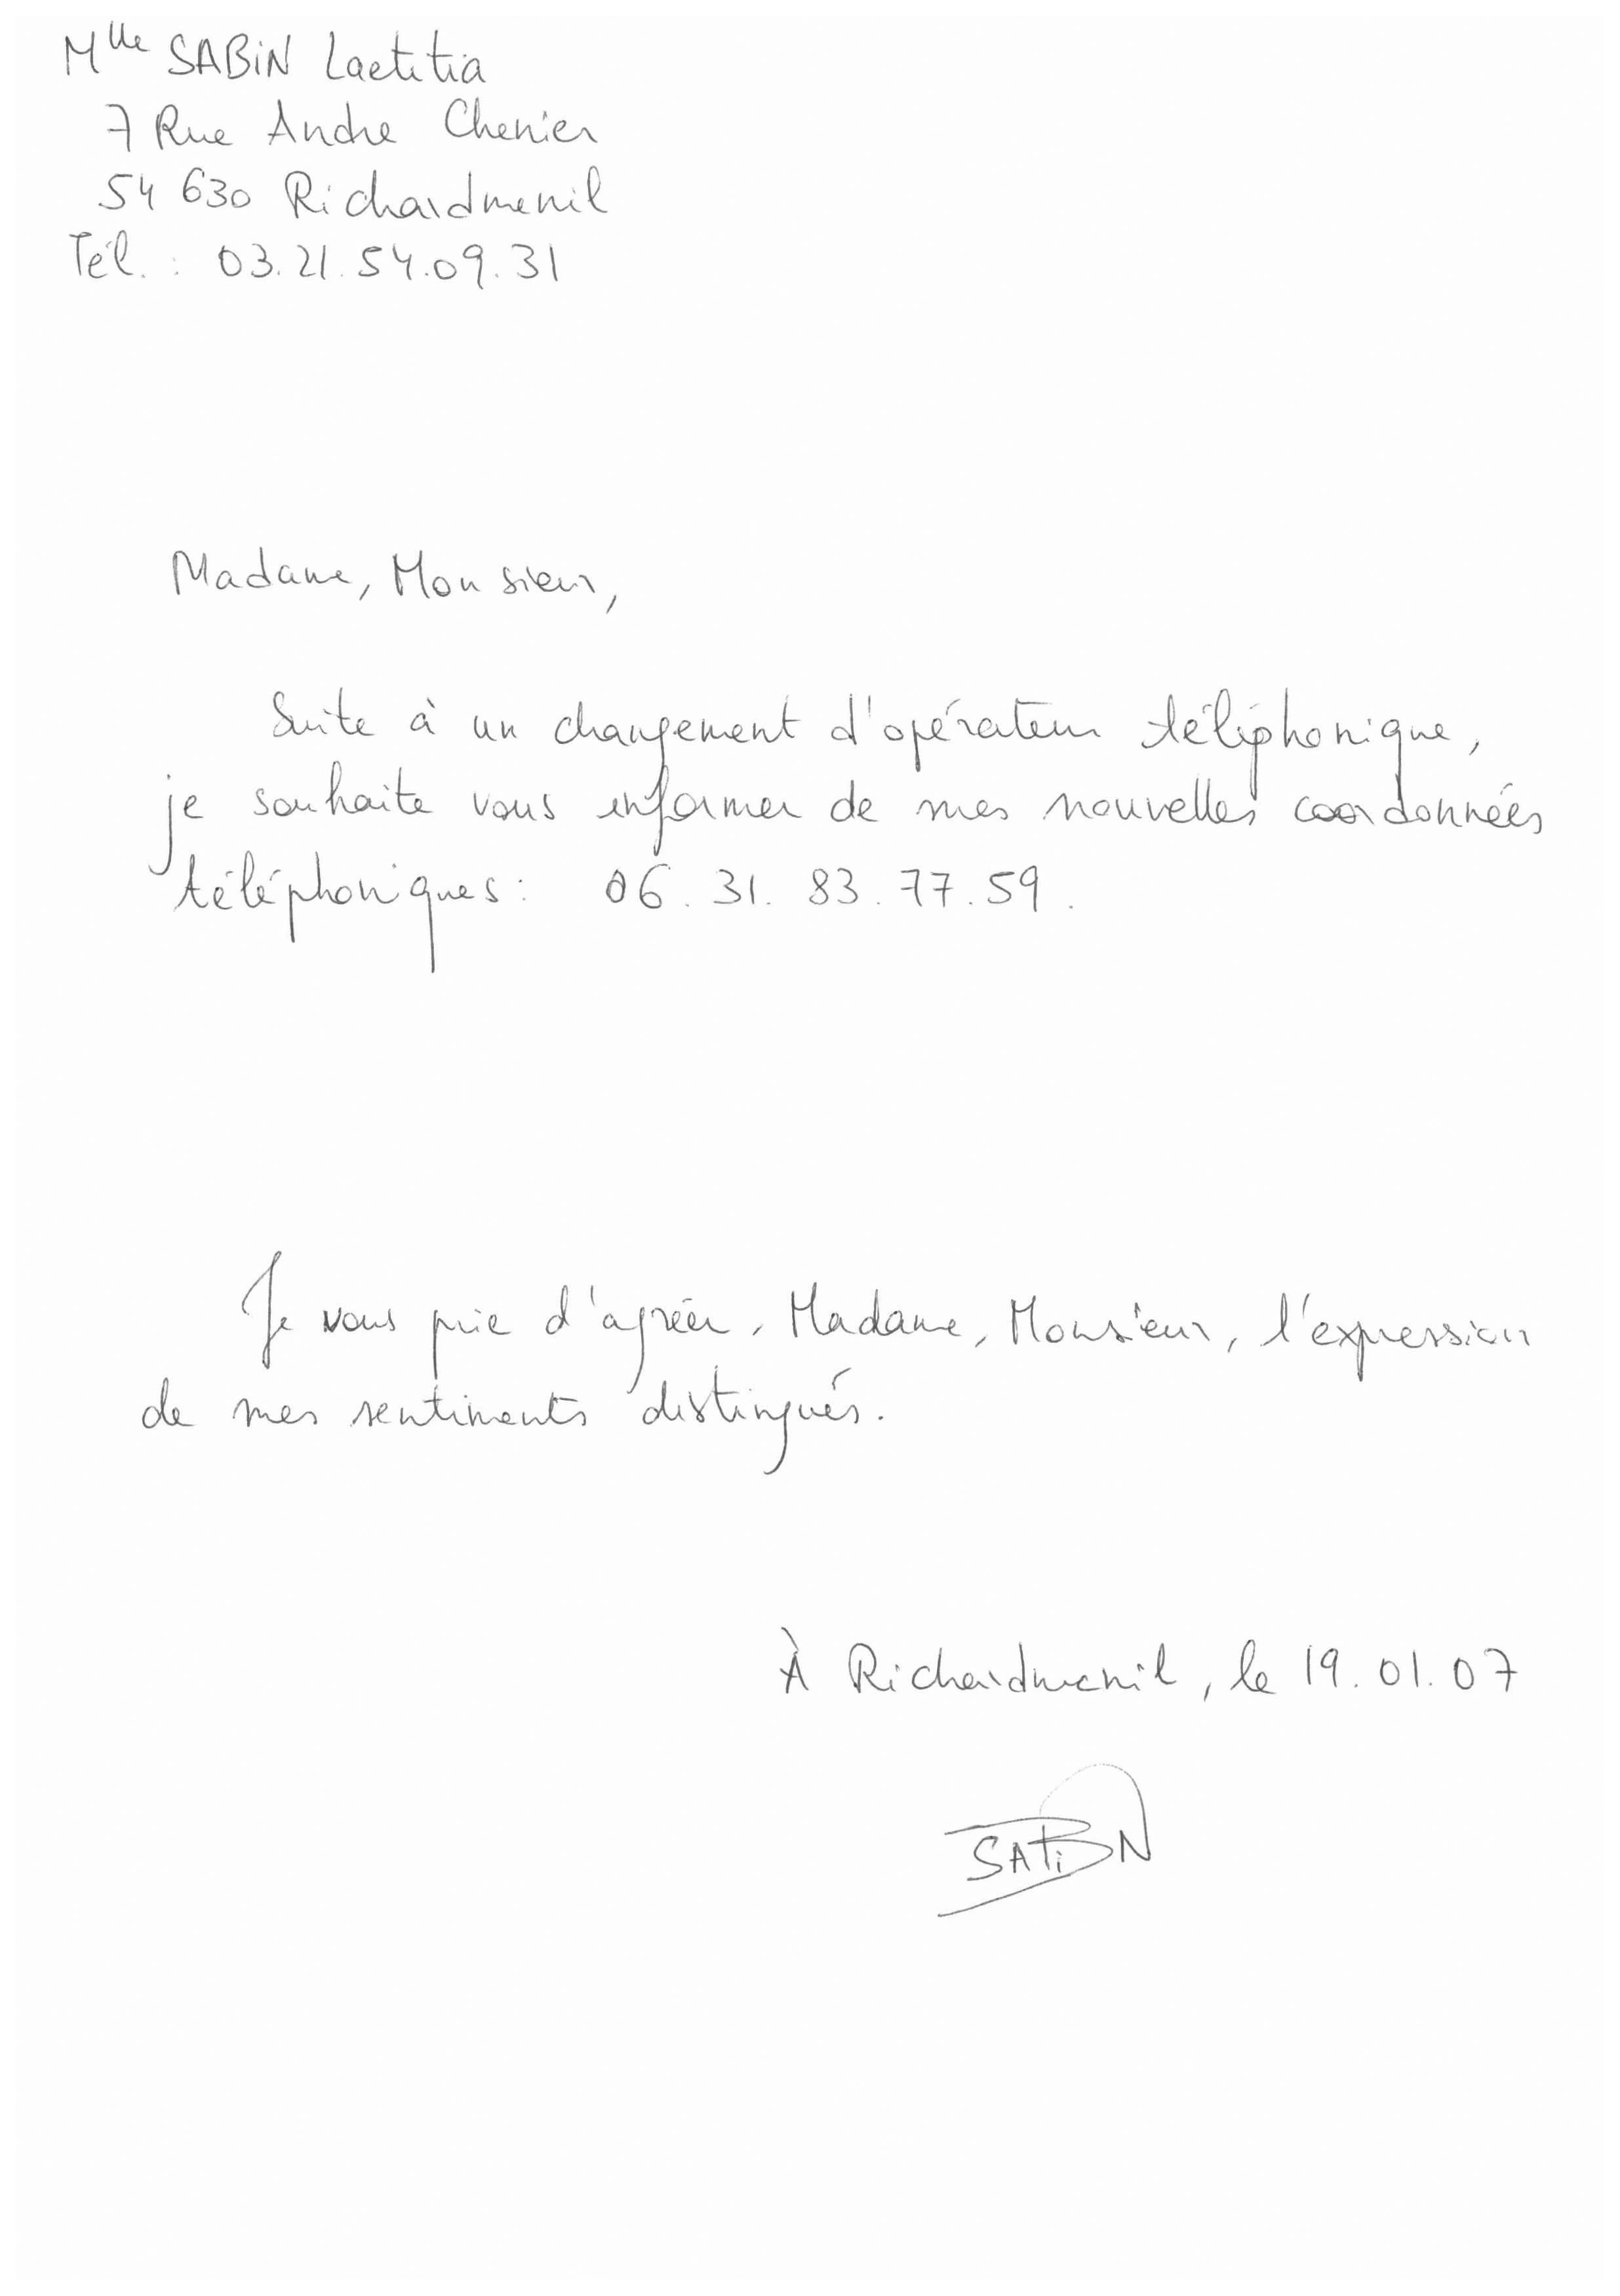 Mlle SABiN Laetitia
7 Rue Andre Chenier
54 630 Richardmenil
Tél. : 03.21.54.09.31
Madame, Monsieur,
Suite à un changement d'opérateur téléphonique,
je souhaite vous informer de mes nouvelles coordonnées
téléphoniques : 06.31.83.77.59.
Je vous prie d'agréer, Madame, Monsieur, l'expression
de mes sentiments distingués.
À Richardmenil, le 19.01.07
SABiN